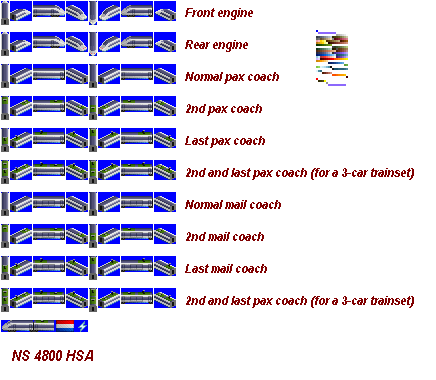 Front engine
Rear engine
Normal pax coach
2nd pax coach
Last pax coach
2nd and last pax coach (for a 3-car trainset)
Normal mail coach
2nd mail coach
Last mail coach
2nd and last pax coach (for a 3-car trainset)
NS 4800 HSA